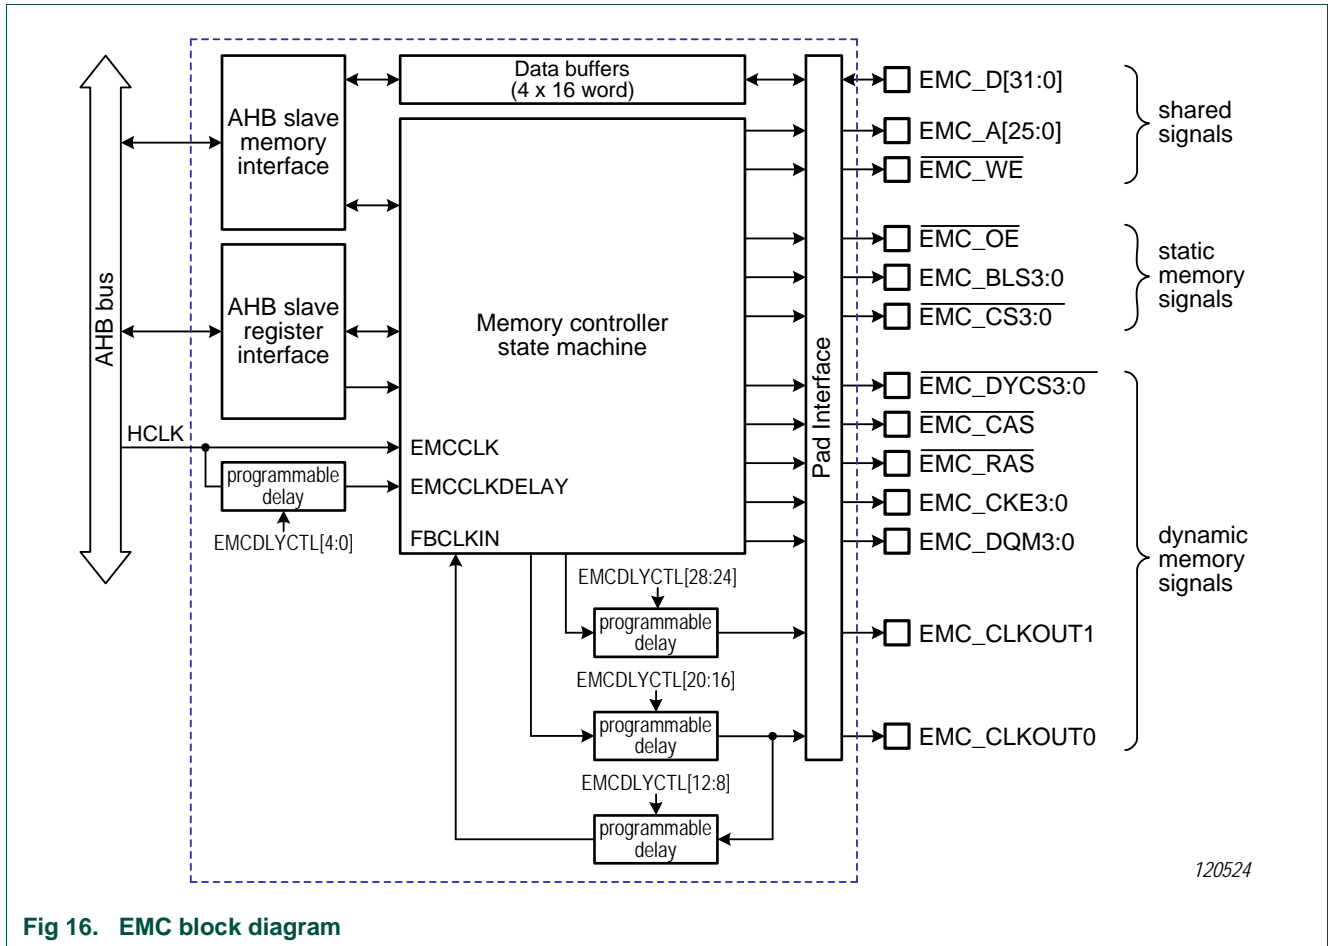 Data buffers
(4 x 16 word)
AHB slave
memory
interface
AHB slave
register
interface
AHB bus
HCLK
programmable
delay
EMCDLYCTL[4:0]
Memory controller
state machine
EMCCLK
EMCCLKDELAY
FBCLKIN
EMCDLYCTL[28:24]
programmable
delay
EMCDLYCTL[20:16]
programmable
delay
EMCDLYCTL[12:8]
programmable
delay
Pad Interface
EMC_D[31:0]
EMC_A[25:0]
EMC_WE
shared
signals
EMC_OE
EMC_BLS3:0
EMC_CS3:0
static
memory
signals
EMC_DYCS3:0
EMC_CAS
EMC_RAS
EMC_CKE3:0
EMC_DQM3:0
EMC_CLKOUT1
EMC_CLKOUT0
dynamic
memory
signals
120524
Fig 16. EMC block diagram